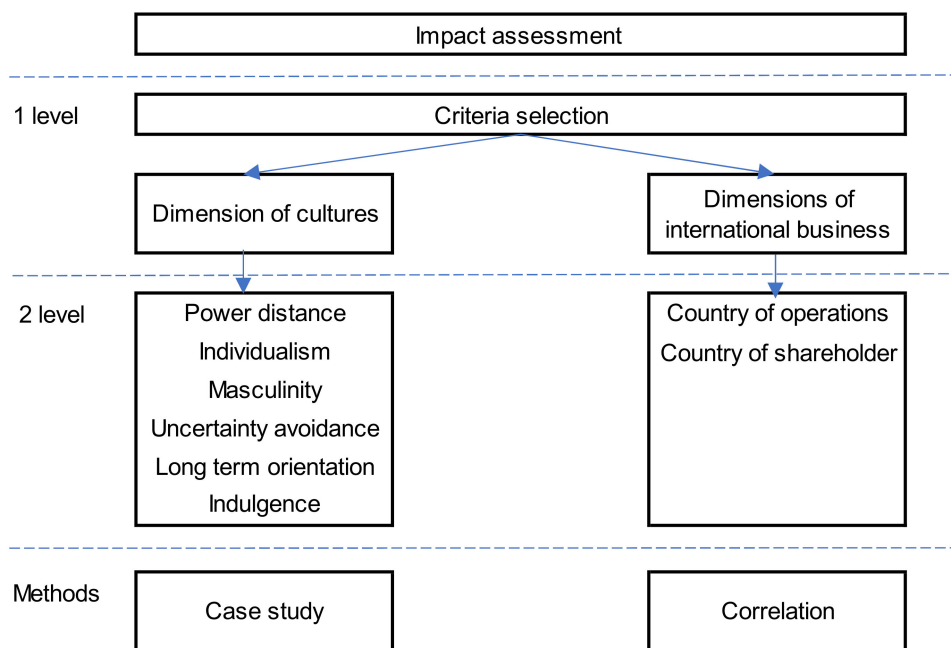 Impact assessment
1 level
Criteria selection
Dimension of cultures
Dimensions of
international business
2 level
Power distance
Individualism
Masculinity
Uncertainty avoidance
Long term orientation
Indulgence
Country of operations
Country of shareholder
Methods
Case study
Correlation